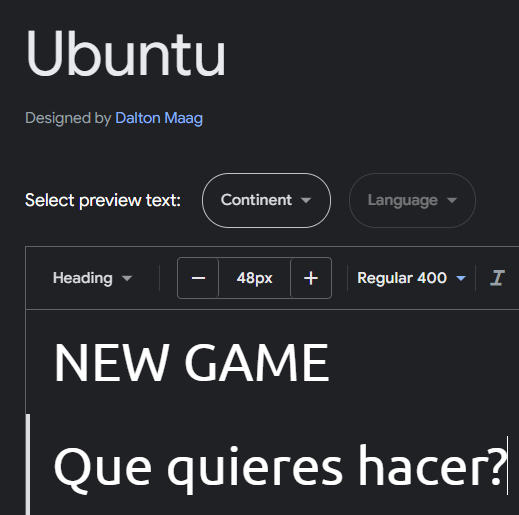 Ubuntu
Designed by Dalton Maag
Select preview text: Continent Language
Heading − 48px + Regular 400 I
NEW GAME
Que quieres hacer?